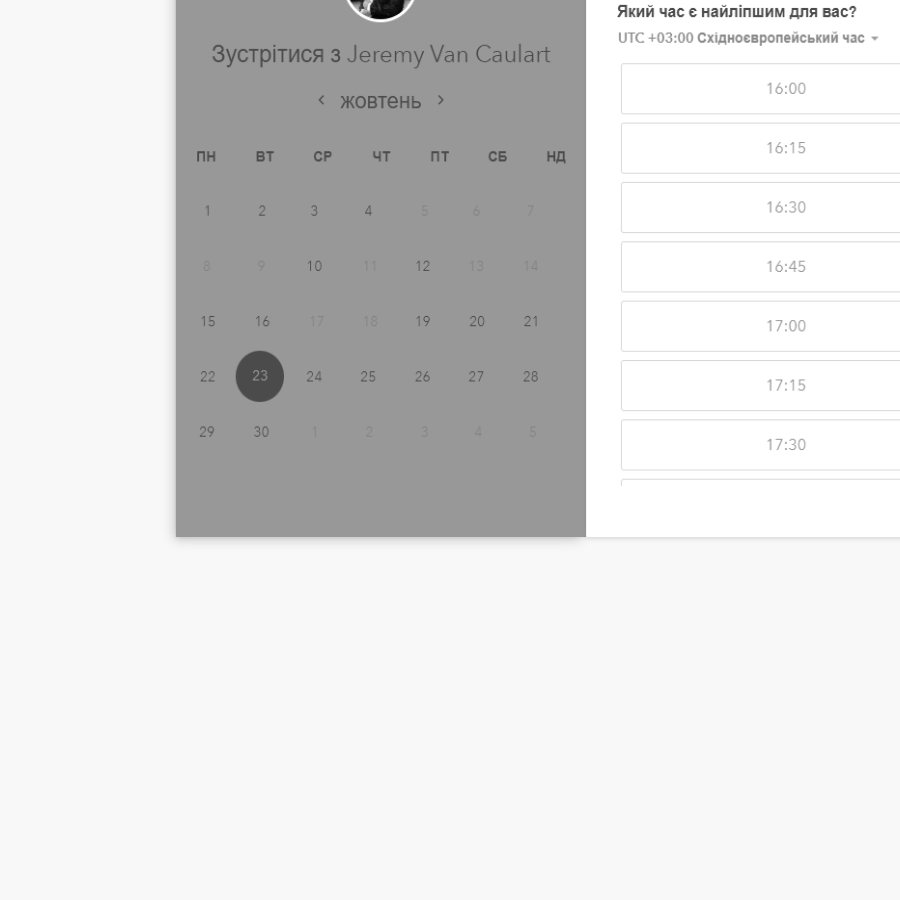 Зустрітися з Jeremy Van Caulart
жовтень
ПН ВТ СР ЧТ ПТ СБ НД
1 2 3 4 5 6 7
8 9 10 11 12 13 14
15 16 17 18 19 20 21
22 23 24 25 26 27 28
29 30 1 2 3 4 5
Який час є найліпшим для вас?
UTC +03:00 Східноєвропейський час
16:00
16:15
16:30
16:45
17:00
17:15
17:30